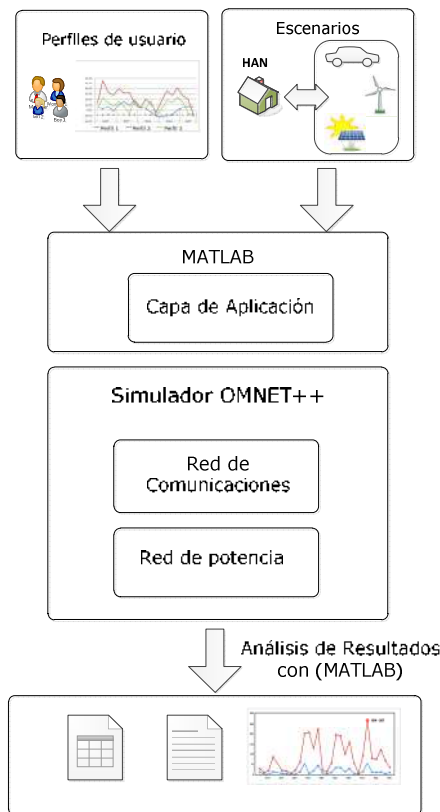 Perfiles de usuario
Escenarios
HAN
MATLAB
Capa de Aplicación
Simulador OMNET++
Red de
Comunicaciones
Red de potencia
Análisis de Resultados
con (MATLAB)